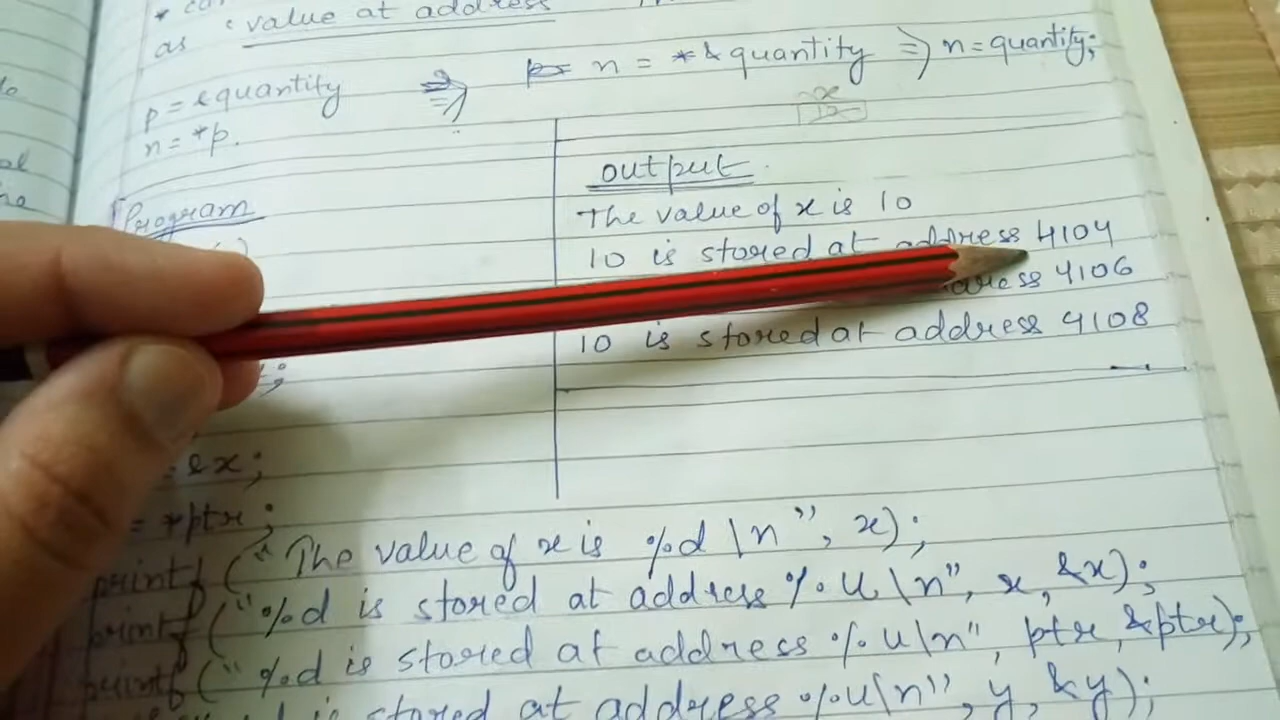 as "value at address
p = &quantity => n = *&quantity => n = quantity;
n = *p.
x
10
Program
output
The value of x is 10
10 is stored at address 4104
address 4106
10 is stored at address 4108
;
= &x;
= *ptr;
printf ("The value of x is %d \n", x);
printf ("%d is stored at address %u \n", x, &x);
printf ("%d is stored at address %u\n", ptr, &ptr);
is stored at address %u\n", y, &y);